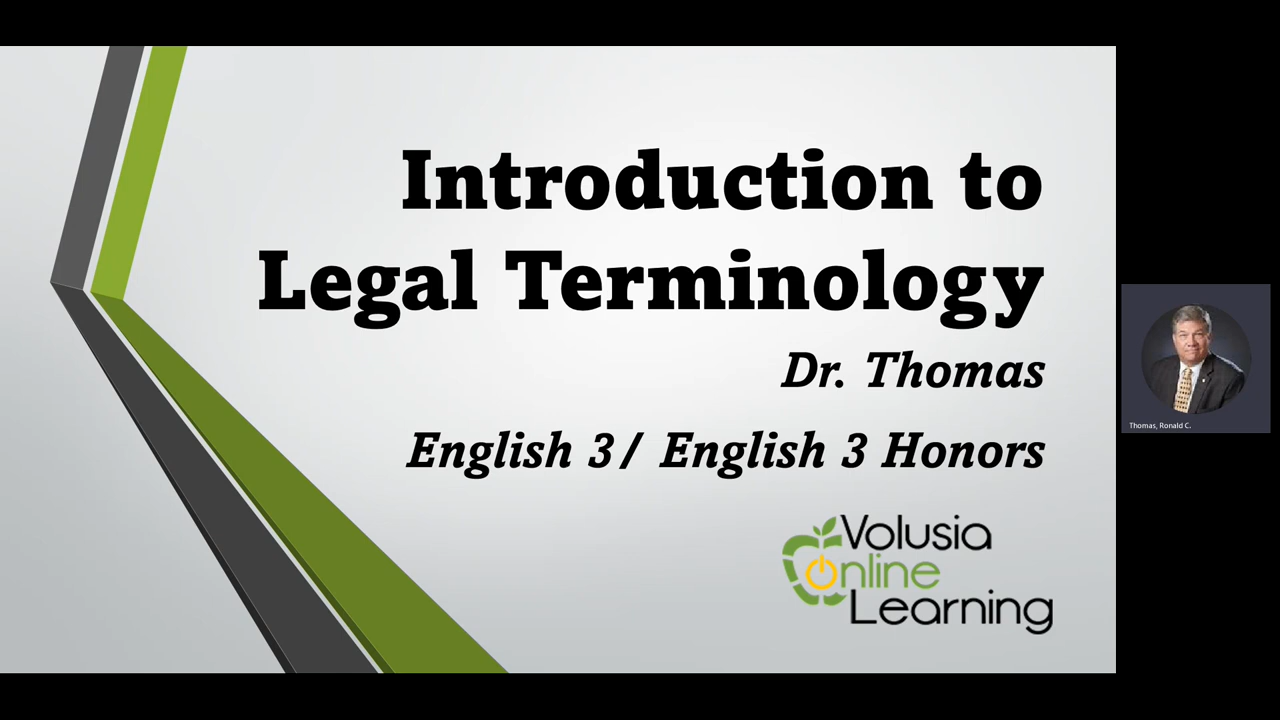 Introduction to
Legal Terminology
Dr. Thomas
English 3/ English 3 Honors
Volusia
Online
Learning
Thomas, Ronald C.